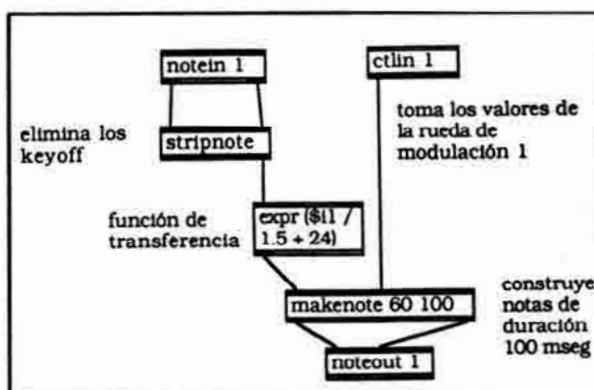 notein 1
ctlin 1
elimina los
keyoff
stripnote
toma los valores de
la rueda de
modulación 1
función de
transferencia
expr ($i1 /
1.5 + 24)
makenote 60 100
construye
notas de
duración
100 mseg
noteout 1